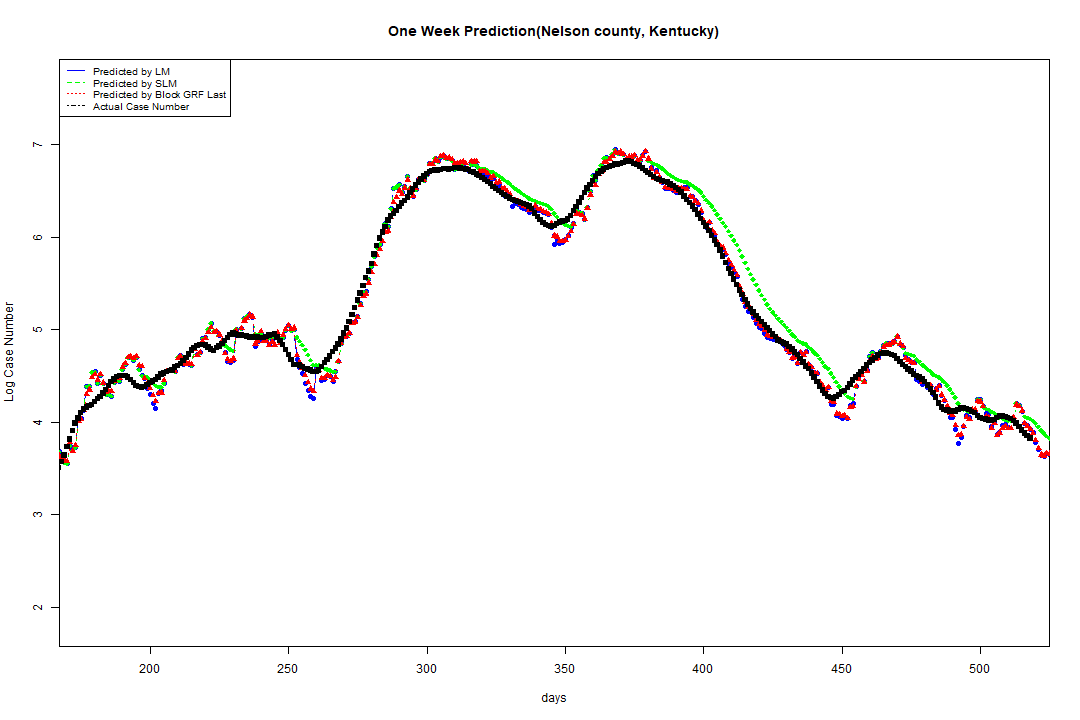 One Week Prediction(Nelson county, Kentucky)
Predicted by LM
Predicted by SLM
Predicted by Block GRF Last
Actual Case Number
Log Case Number
7
6
5
4
3
2
200 250 300 350 400 450 500
days